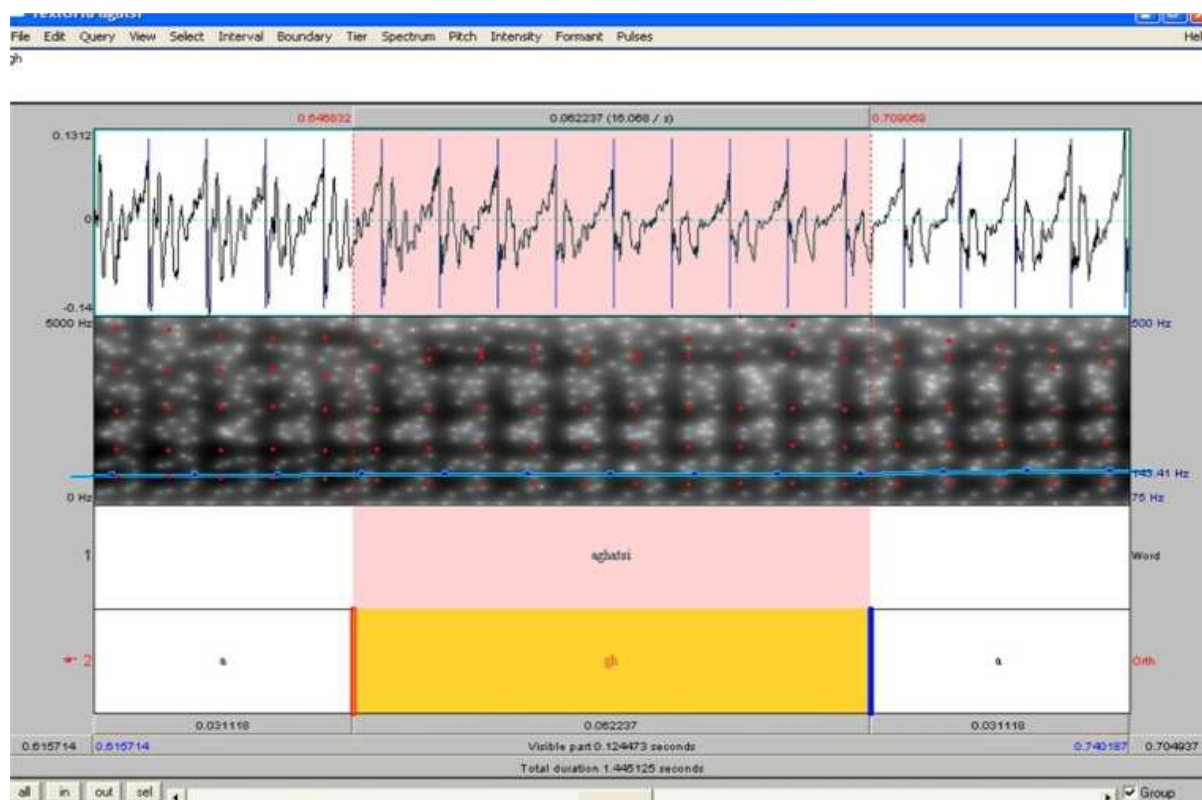 TextGrid agatsi
File Edit Query View Select Interval Boundary Tier Spectrum Pitch Intensity Formant Pulses Hel
gh
0.646832 0.062237 (16.068 / s) 0.709069
0.1312
0
-0.14
5000 Hz 500 Hz
143.41 Hz
0 Hz 75 Hz
1 aghatsi Word
2 a gh a Orth
0.031118 0.062237 0.031118
0.615714 0.615714 Visible part 0.124473 seconds 0.740187 0.704937
Total duration 1.445125 seconds
all in out sel Group